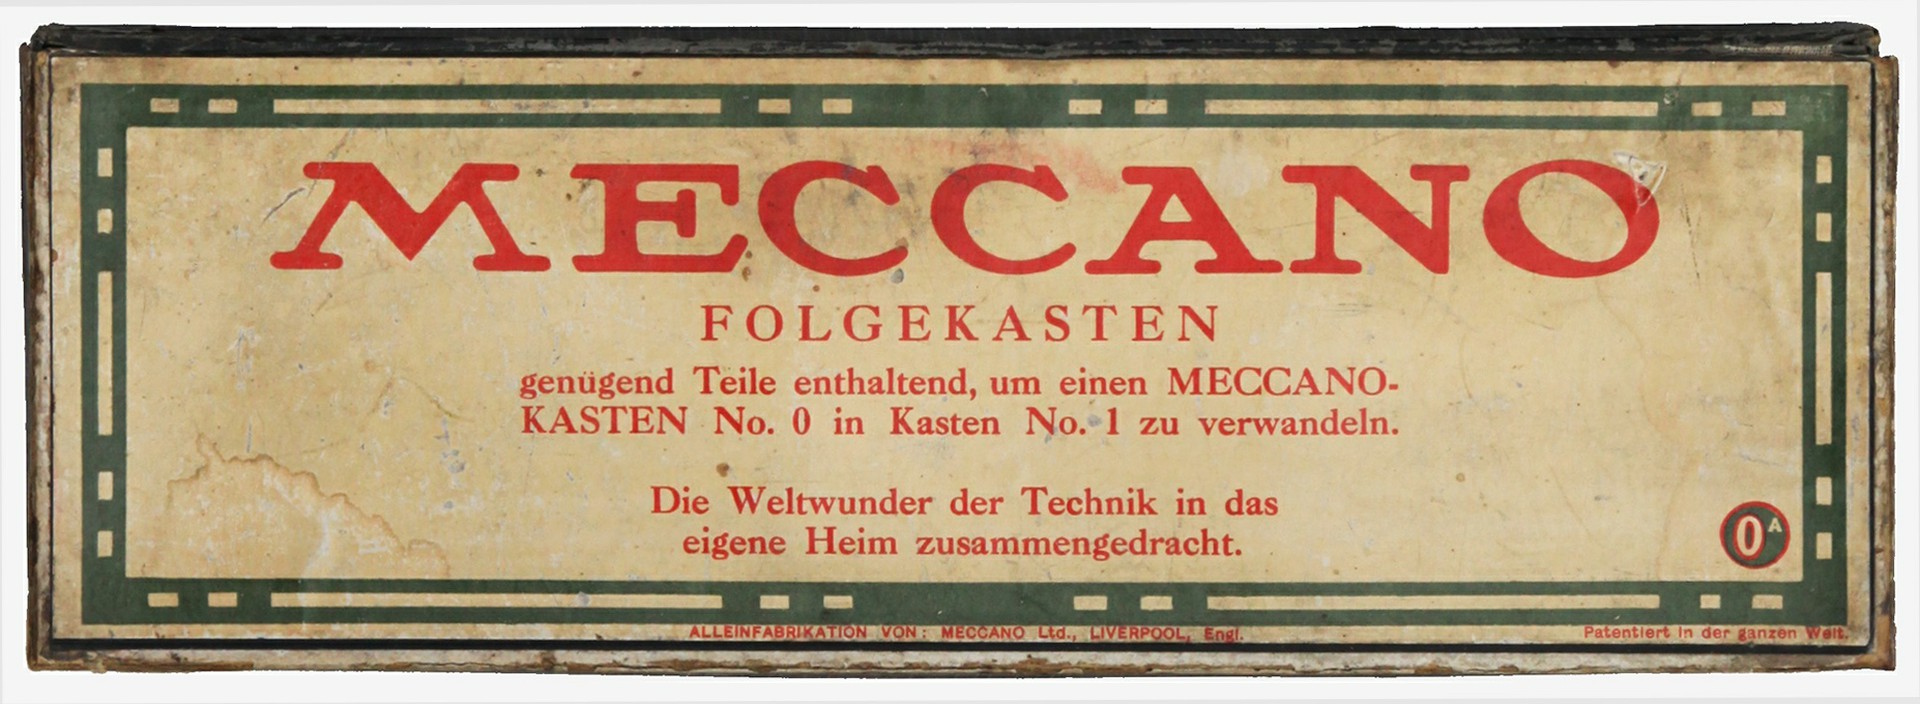 MECCANO
FOLGEKASTEN
genügend Teile enthaltend, um einen MECCANO-
KASTEN No. 0 in Kasten No. 1 zu verwandeln.
Die Weltwunder der Technik in das
eigene Heim zusammengedracht.
0A
ALLEINFABRIKATION VON: MECCANO Ltd., LIVERPOOL, Engl.
Patentiert in der ganzen Welt.